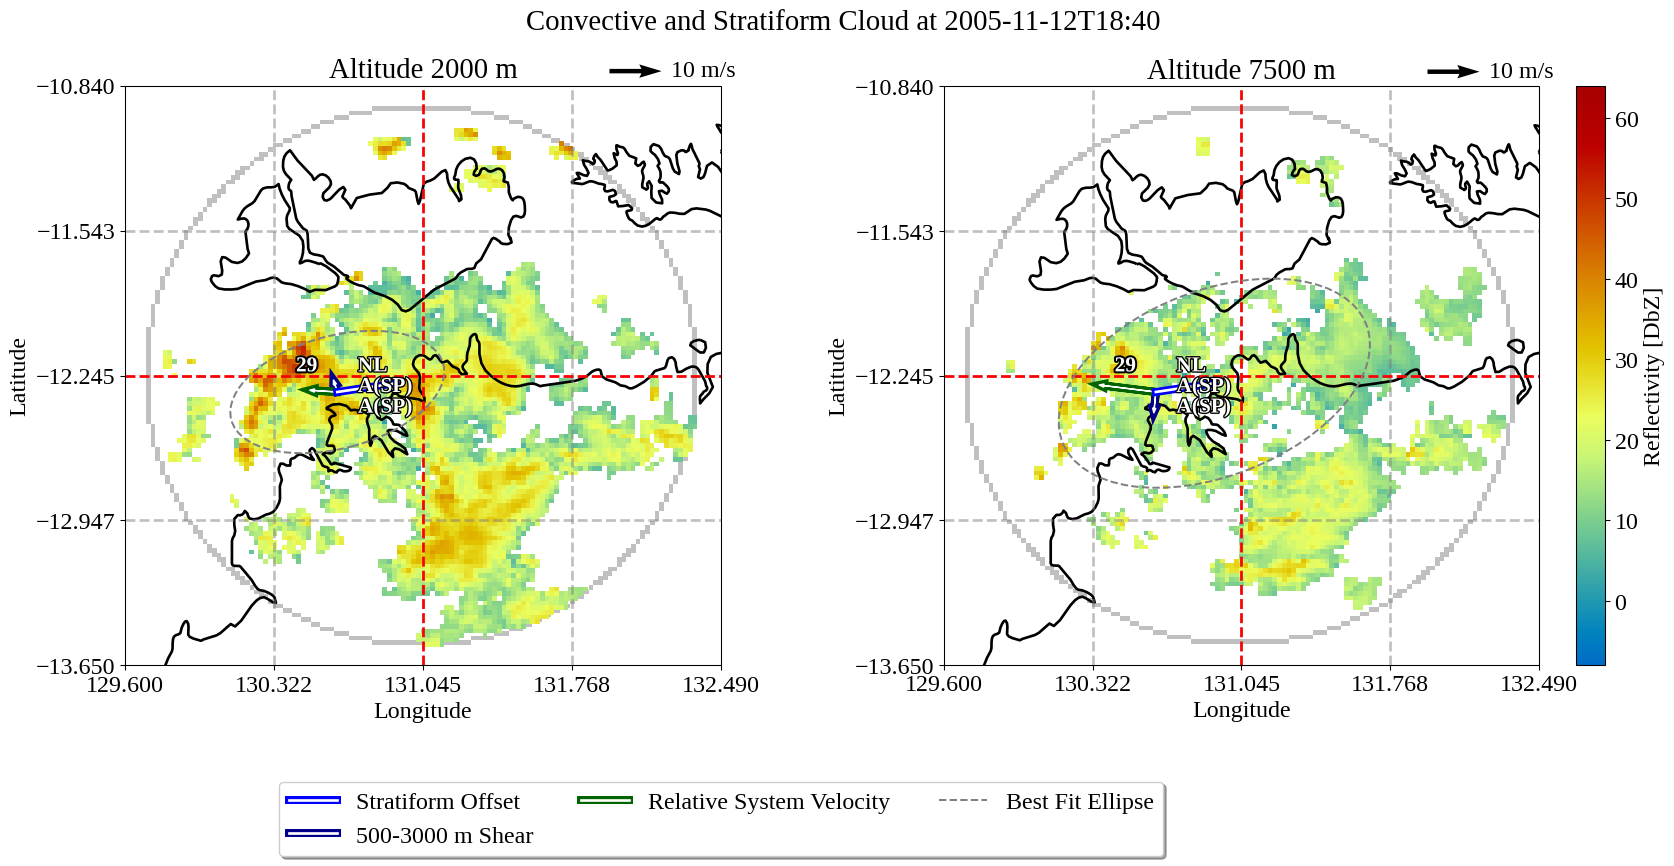 Convective and Stratiform Cloud at 2005-11-12T18:40
Altitude 2000 m
10 m/s
Altitude 7500 m
10 m/s
−10.840
−11.543
−12.245
−12.947
−13.650
Latitude
129.600
130.322
131.045
131.768
132.490
Longitude
29
NL
A(SP)
A(SP)
−10.840
−11.543
−12.245
−12.947
−13.650
Latitude
129.600
130.322
131.045
131.768
132.490
Longitude
29
NL
A(SP)
A(SP)
60
50
40
30
20
10
0
Reflectivity [DbZ]
Stratiform Offset
500-3000 m Shear
Relative System Velocity
Best Fit Ellipse